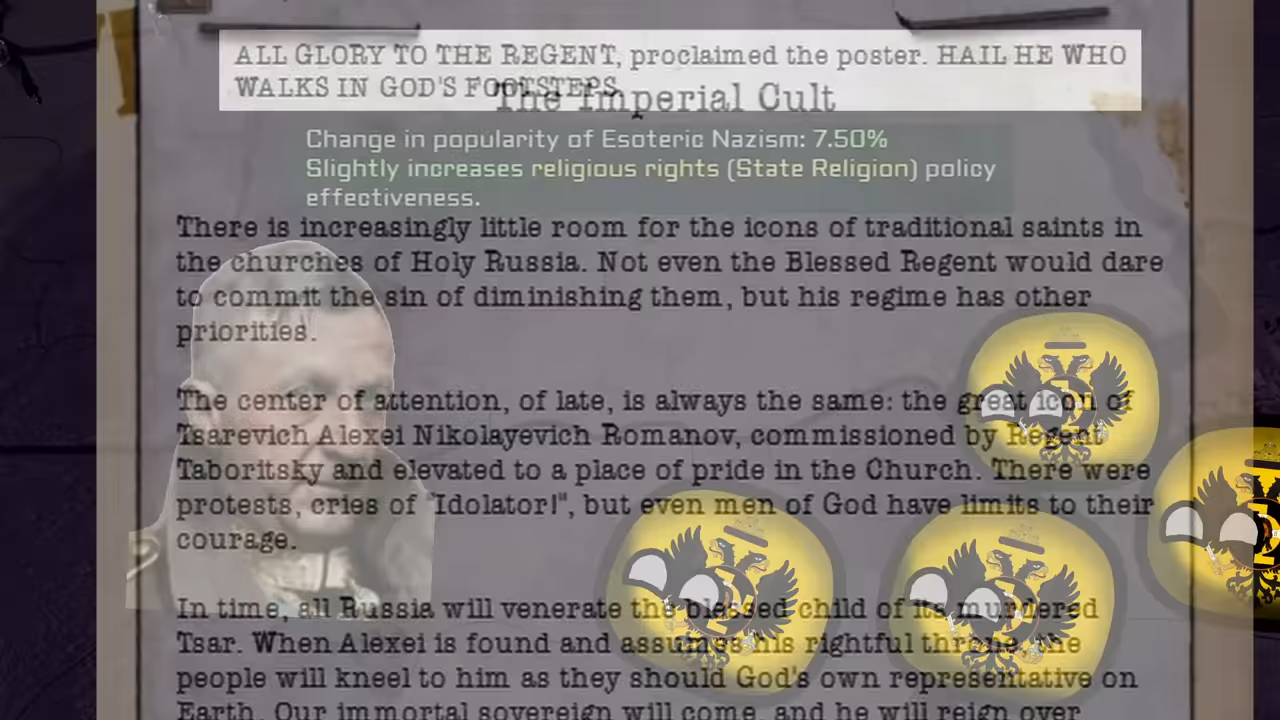 ALL GLORY TO THE REGENT, proclaimed the poster. HAIL HE WHO
WALKS IN GOD'S FOOTSTEPS.
The Imperial Cult
Change in popularity of Esoteric Nazism: 7.50%
Slightly increases religious rights (State Religion) policy
effectiveness.
There is increasingly little room for the icons of traditional saints in
the churches of Holy Russia. Not even the Blessed Regent would dare
to commit the sin of diminishing them, but his regime has other
priorities.
The center of attention, of late, is always the same: the great icon of
Tsarevich Alexei Nikolayevich Romanov, commissioned by Regent
Taboritsky and elevated to a place of pride in the Church. There were
protests, cries of "Idolator!", but even men of God have limits to their
courage.
In time, all Russia will venerate the blessed child of its murdered
Tsar. When Alexei is found and assumes his rightful throne, the
people will kneel to him as they should God's own representative on
Earth. Our immortal sovereign will come, and he will reign over